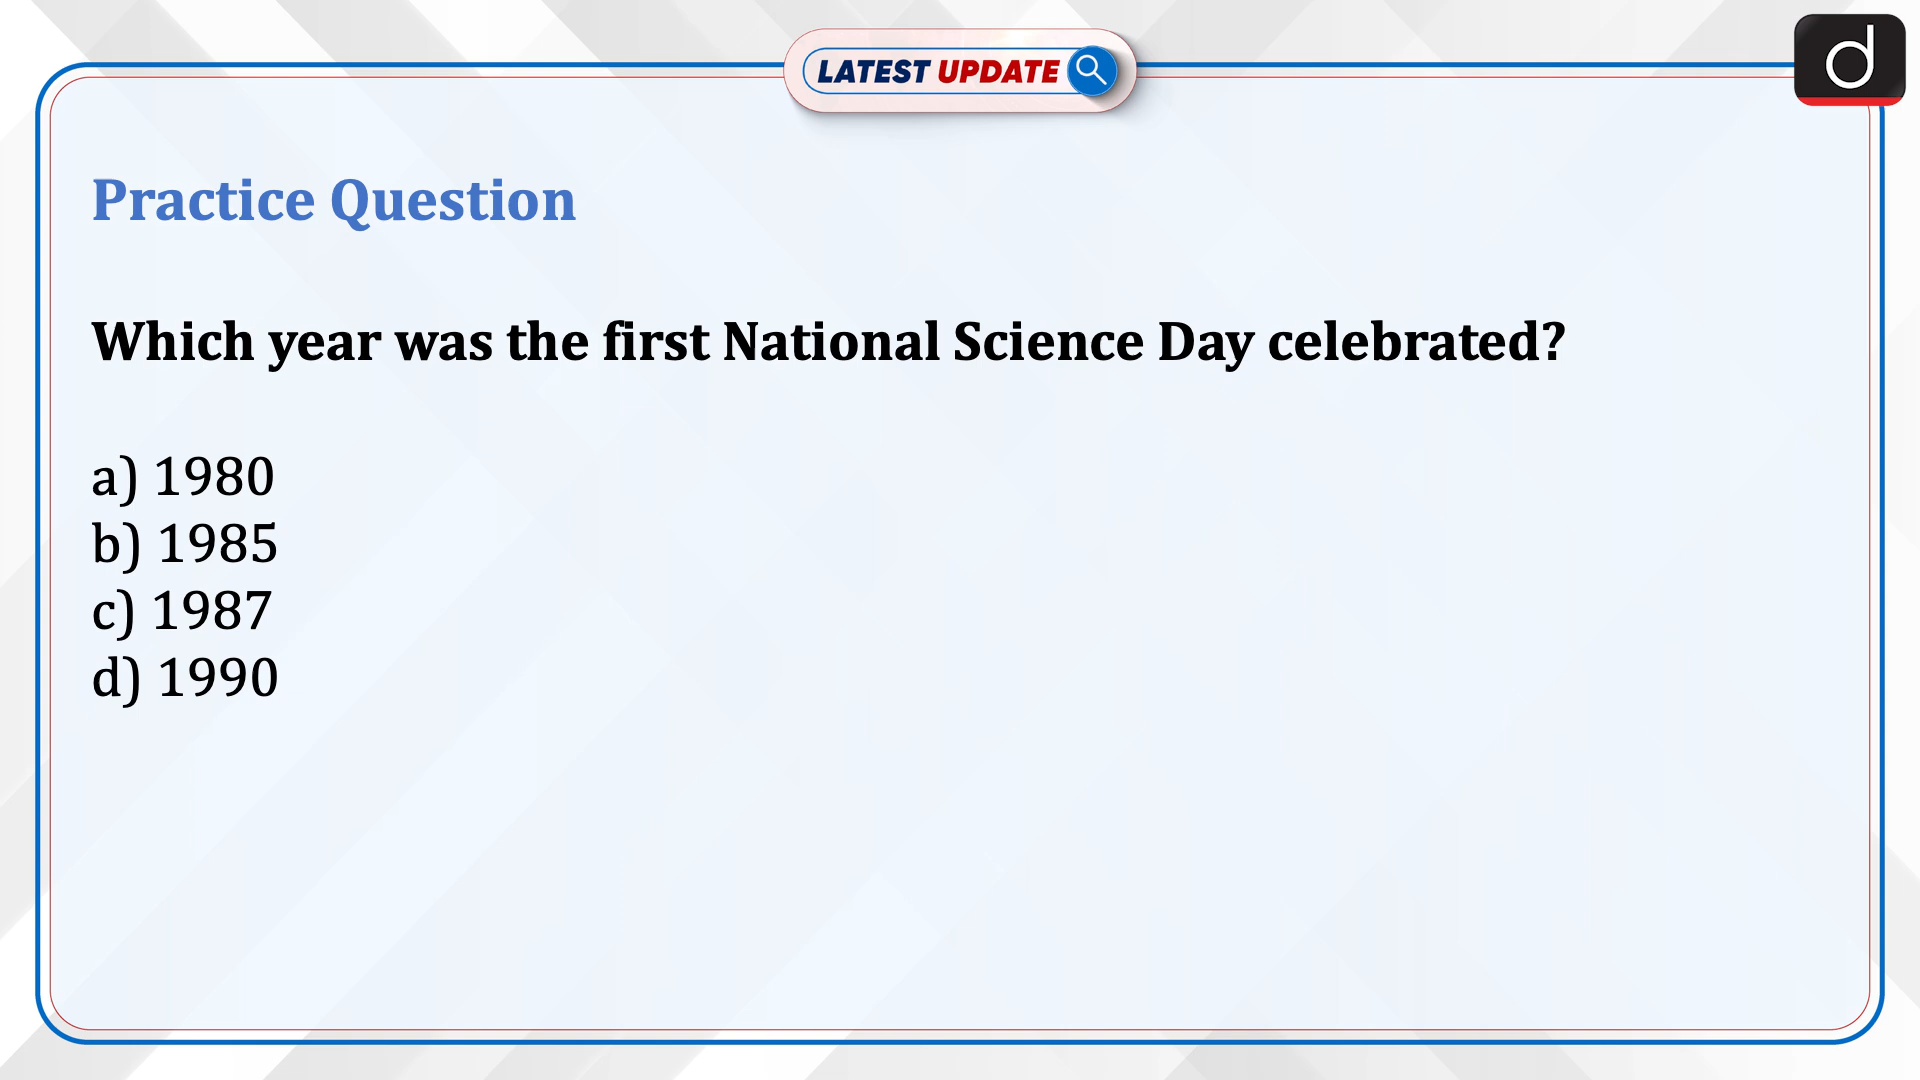 LATEST UPDATE
d
Practice Question
Which year was the first National Science Day celebrated?
a) 1980
b) 1985
c) 1987
d) 1990